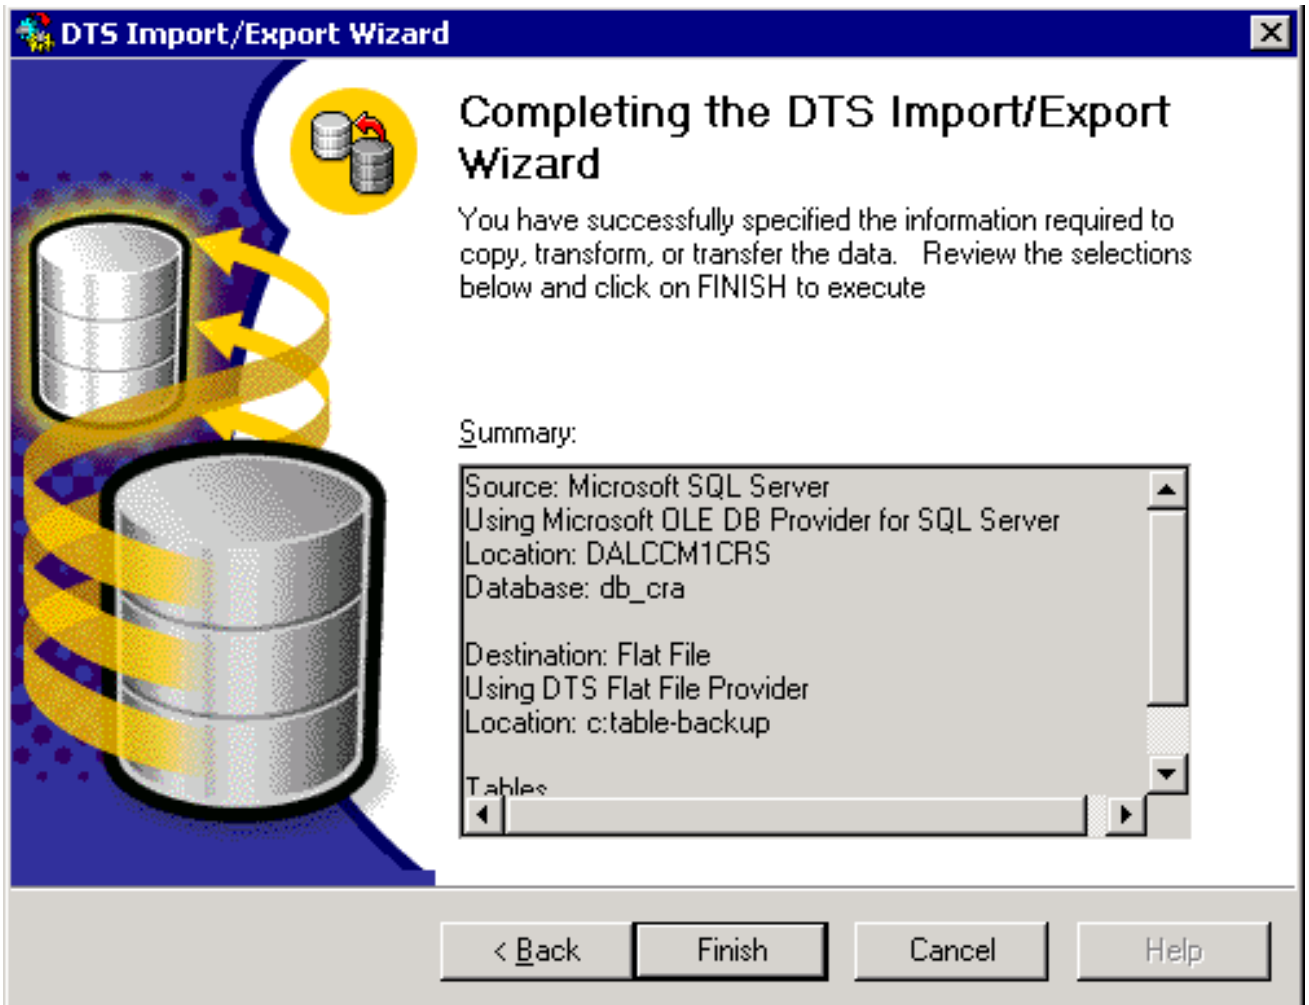 DTS Import/Export Wizard
Completing the DTS Import/Export
Wizard
You have successfully specified the information required to
copy, transform, or transfer the data. Review the selections
below and click on FINISH to execute
Summary:
Source: Microsoft SQL Server
Using Microsoft OLE DB Provider for SQL Server
Location: DALCCM1CRS
Database: db_cra
Destination: Flat File
Using DTS Flat File Provider
Location: c:table-backup
Tables
< Back
Finish
Cancel
Help